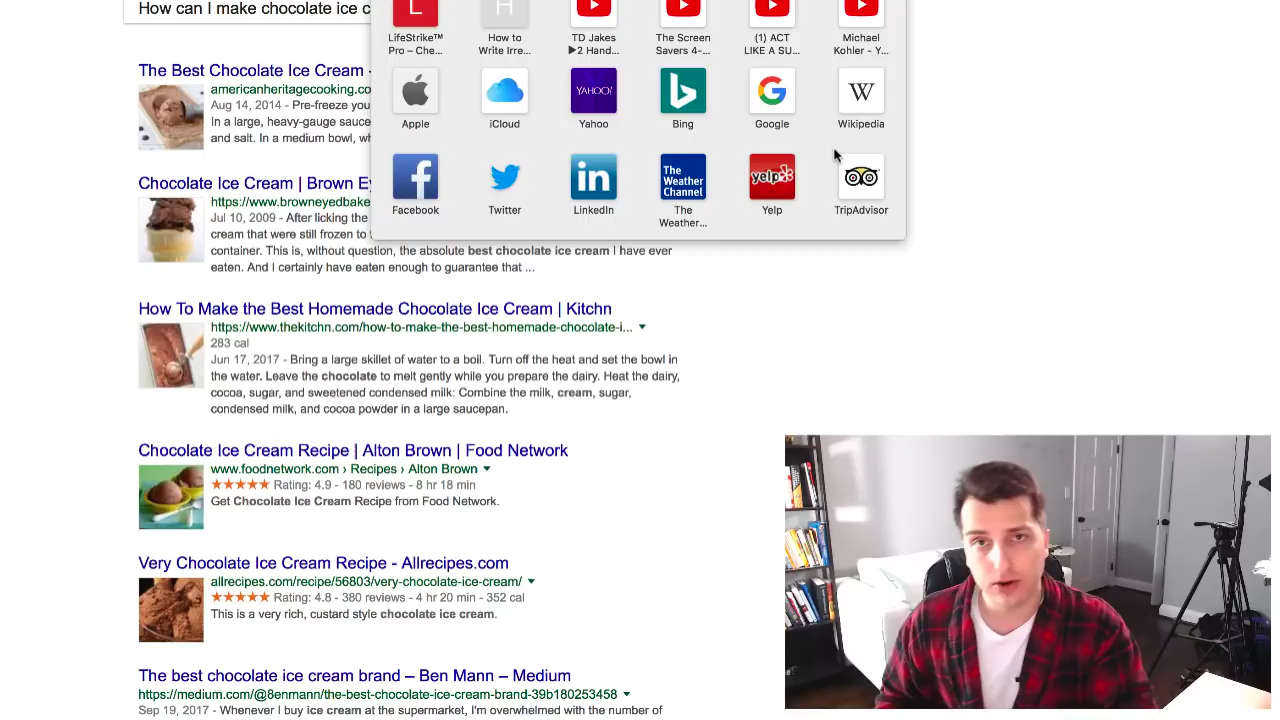 How can I make chocolate ice c
LifeStrike™
Pro – Che...
How to
Write Irre...
TD Jakes
▶2 Hand...
The Screen
Savers 4-...
(1) ACT
LIKE A SU...
Michael
Kohler - Y...
Apple
iCloud
YAHOO!
Yahoo
Bing
Google
W
Wikipedia
Facebook
Twitter
in
LinkedIn
The
Weather
Channel
The
Weather...
yelp
Yelp
TripAdvisor
The Best Chocolate Ice Cream -
americanheritagecooking.co
Aug 14, 2014 - Pre-freeze you
In a large, heavy-gauge sauce
and salt. In a medium bowl, wh
Chocolate Ice Cream | Brown Ey
https://www.browneyedbake
Jul 10, 2009 - After licking the
cream that were still frozen to
container. This is, without question, the absolute best chocolate ice cream I have ever
eaten. And I certainly have eaten enough to guarantee that ...
How To Make the Best Homemade Chocolate Ice Cream | Kitchn
https://www.thekitchn.com/how-to-make-the-best-homemade-chocolate-i...
283 cal
Jun 17, 2017 - Bring a large skillet of water to a boil. Turn off the heat and set the bowl in
the water. Leave the chocolate to melt gently while you prepare the dairy. Heat the dairy,
cocoa, sugar, and sweetened condensed milk: Combine the milk, cream, sugar,
condensed milk, and cocoa powder in a large saucepan.
Chocolate Ice Cream Recipe | Alton Brown | Food Network
www.foodnetwork.com › Recipes › Alton Brown
★★★★★ Rating: 4.9 - 180 reviews - 8 hr 18 min
Get Chocolate Ice Cream Recipe from Food Network.
Very Chocolate Ice Cream Recipe - Allrecipes.com
allrecipes.com/recipe/56803/very-chocolate-ice-cream/
★★★★★ Rating: 4.8 - 380 reviews - 4 hr 20 min - 352 cal
This is a very rich, custard style chocolate ice cream.
The best chocolate ice cream brand – Ben Mann – Medium
https://medium.com/@8enmann/the-best-chocolate-ice-cream-brand-39b180253458
Sep 19, 2017 - Whenever I buy ice cream at the supermarket, I'm overwhelmed with the number of